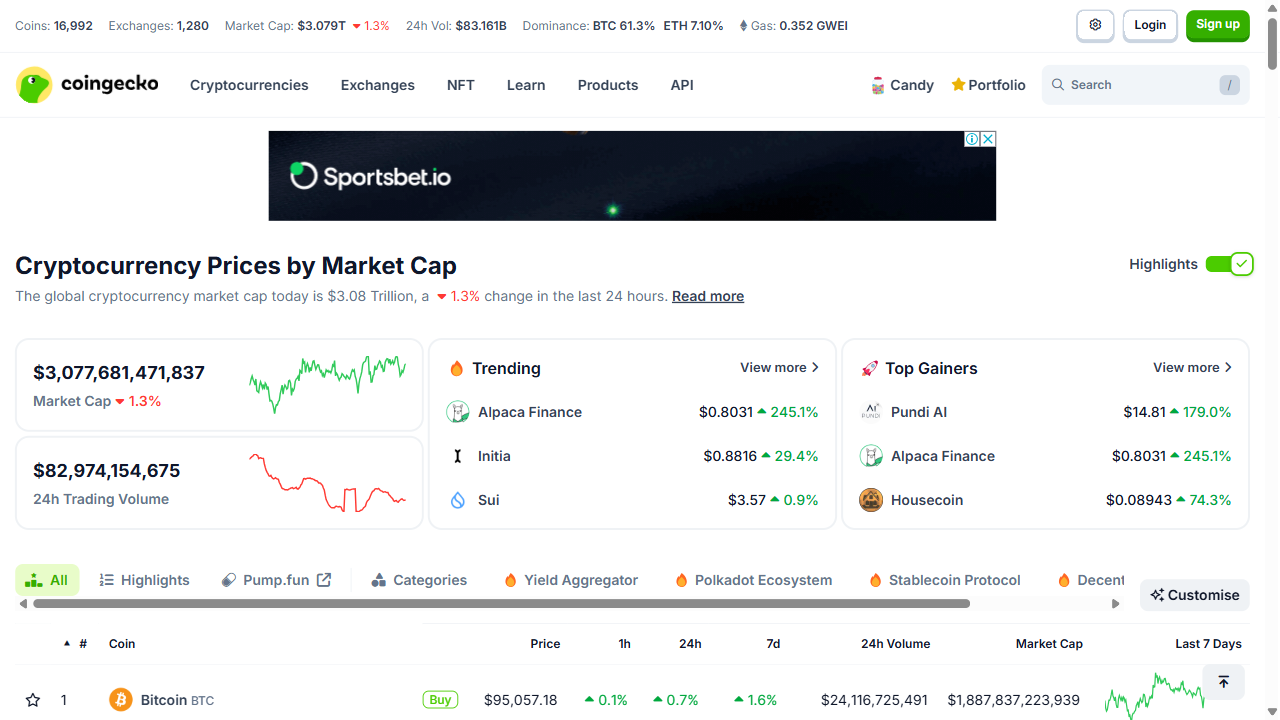 Coins: 16,992 Exchanges: 1,280 Market Cap: $3.079T 1.3% 24h Vol: $83.161B Dominance: BTC 61.3% ETH 7.10% Gas: 0.352 GWEI Login Sign up
coingecko Cryptocurrencies Exchanges NFT Learn Products API Candy Portfolio Search /
Sportsbet.io
Cryptocurrency Prices by Market Cap
Highlights
The global cryptocurrency market cap today is $3.08 Trillion, a 1.3% change in the last 24 hours. Read more
$3,077,681,471,837
Market Cap 1.3%
$82,974,154,675
24h Trading Volume
Trending View more
Alpaca Finance $0.8031 245.1%
Initia $0.8816 29.4%
Sui $3.57 0.9%
Top Gainers View more
Pundi AI $14.81 179.0%
Alpaca Finance $0.8031 245.1%
Housecoin $0.08943 74.3%
All Highlights Pump.fun Categories Yield Aggregator Polkadot Ecosystem Stablecoin Protocol Decent
Customise
# Coin Price 1h 24h 7d 24h Volume Market Cap Last 7 Days
1 Bitcoin BTC Buy $95,057.18 0.1% 0.7% 1.6% $24,116,725,491 $1,887,837,223,939